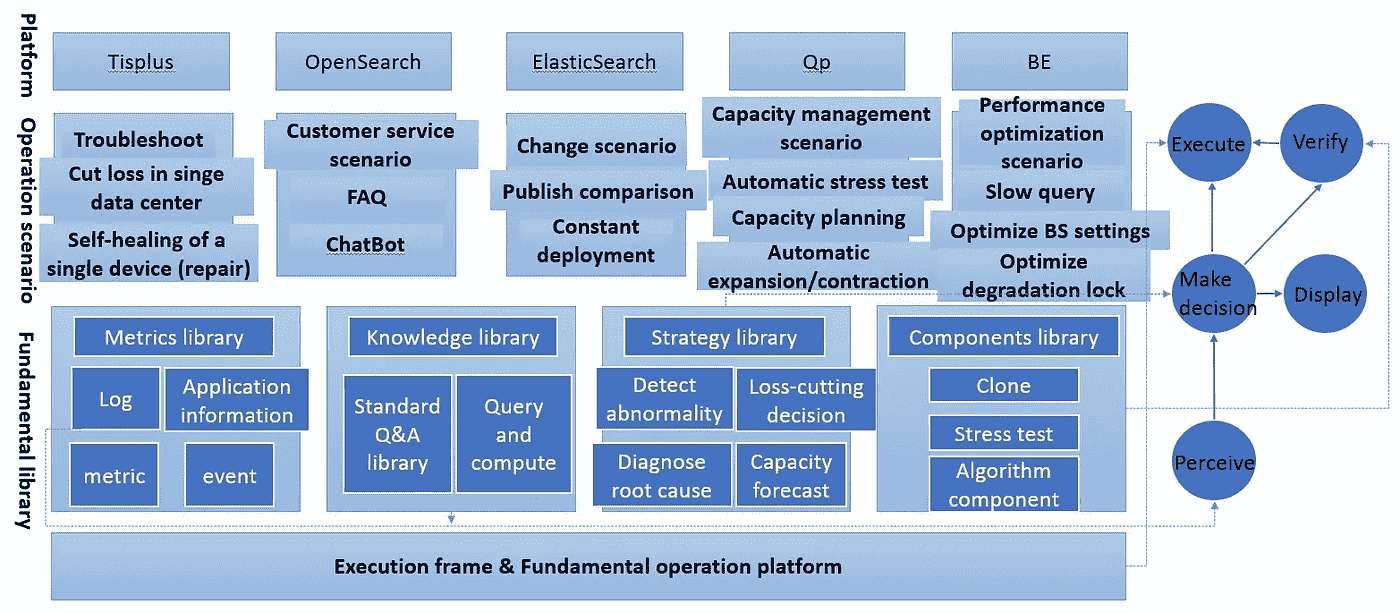 Platform
Tisplus
OpenSearch
ElasticSearch
Qp
BE
Operation scenario
Troubleshoot
Cut loss in singe
data center
Self-healing of a
single device (repair)
Customer service
scenario
FAQ
ChatBot
Change scenario
Publish comparison
Constant
deployment
Capacity management
scenario
Automatic stress test
Capacity planning
Automatic
expansion/contraction
Performance
optimization
scenario
Slow query
Optimize BS settings
Optimize
degradation lock
Fundamental library
Metrics library
Log
Application
information
metric
event
Knowledge library
Standard
Q&A
library
Query
and
compute
Strategy library
Detect
abnormality
Loss-cutting
decision
Diagnose
root cause
Capacity
forecast
Components library
Clone
Stress test
Algorithm
component
Execution frame & Fundamental operation platform
Execute
Verify
Make
decision
Display
Perceive